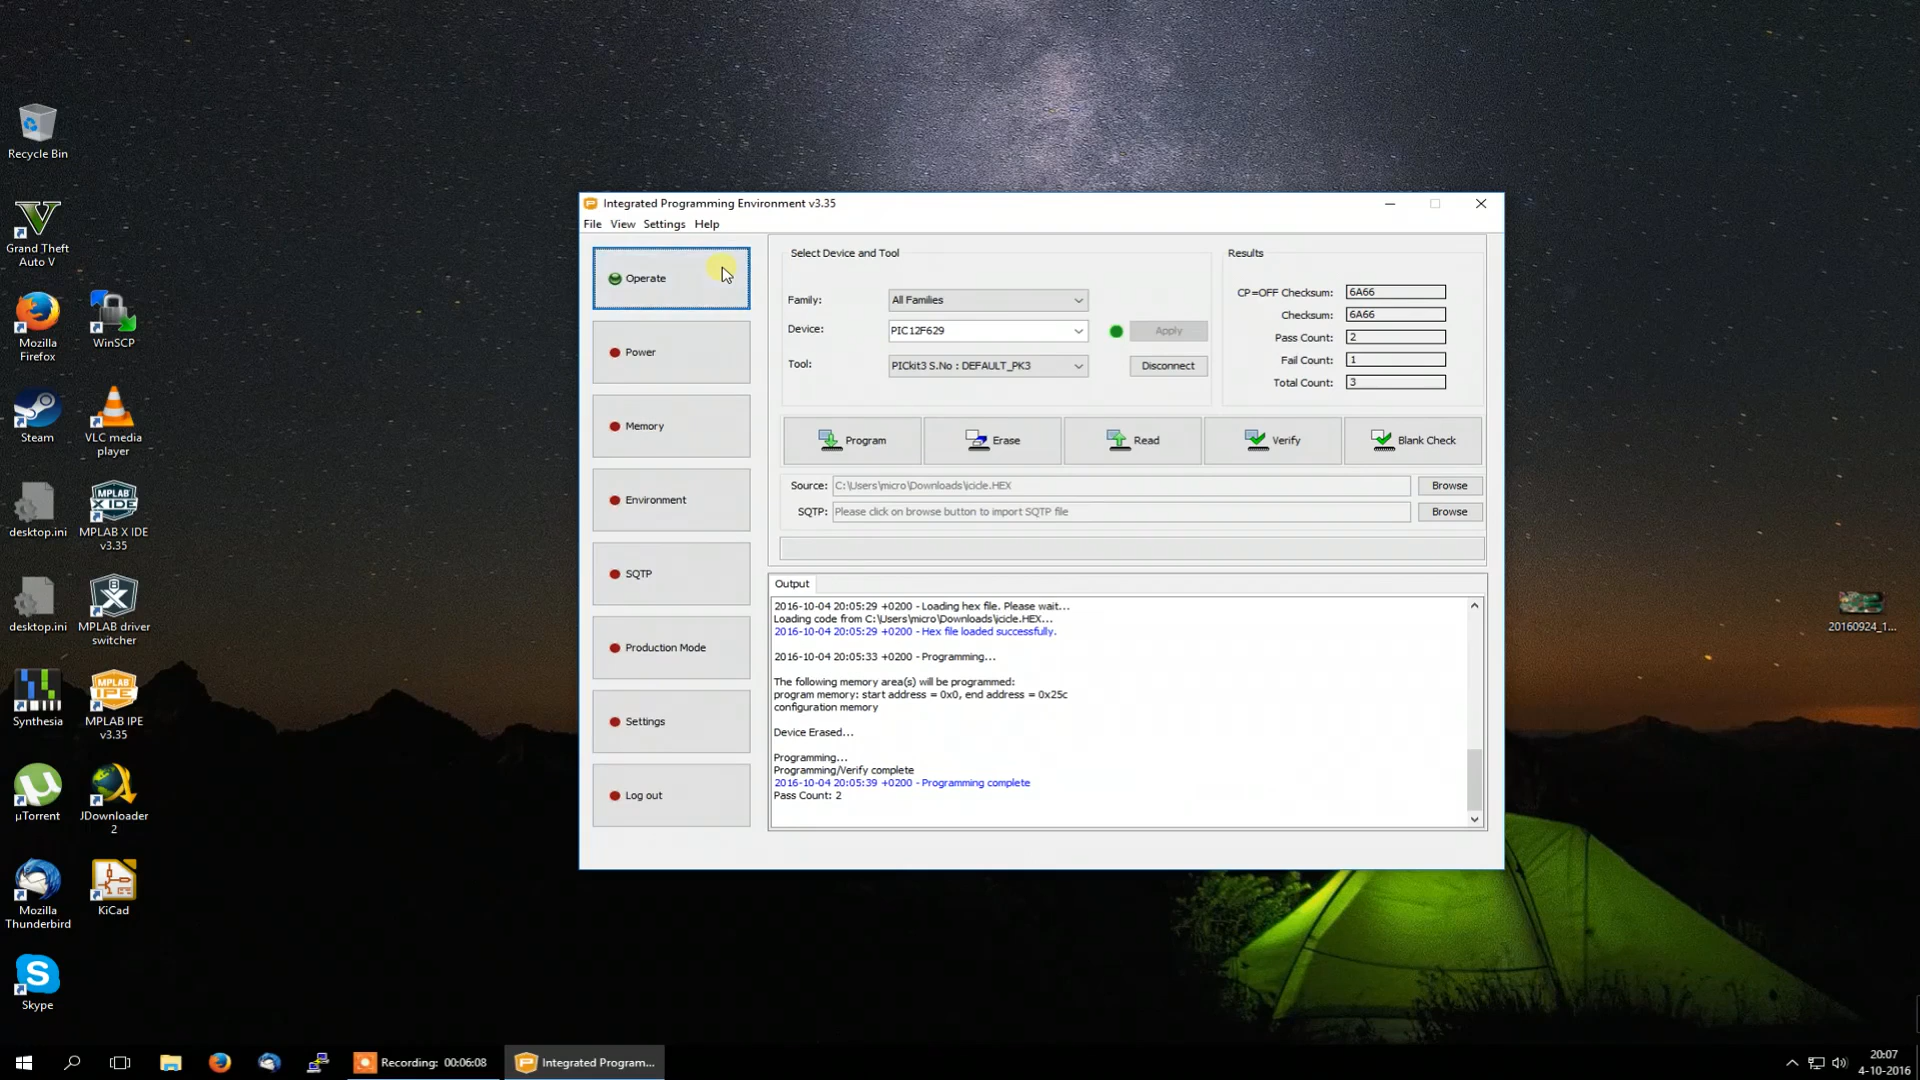 Recycle Bin
Grand Theft
Auto V
Mozilla
Firefox
WinSCP
Steam
VLC media
player
desktop.ini
MPLAB X IDE
v3.35
desktop.ini
MPLAB driver
switcher
Synthesia
MPLAB IPE
v3.35
µTorrent
JDownloader
2
Mozilla
Thunderbird
KiCad
Skype
Integrated Programming Environment v3.35
File View Settings Help
Operate
Power
Memory
Environment
SQTP
Production Mode
Settings
Log out
Select Device and Tool
Family: All Families
Device: PIC12F629 Apply
Tool: PICkit3 S.No : DEFAULT_PK3 Disconnect
Results
CP=OFF Checksum: 6A66
Checksum: 6A66
Pass Count: 2
Fail Count: 1
Total Count: 3
Program Erase Read Verify Blank Check
Source: C:\Users\micro\Downloads\icicle.HEX Browse
SQTP: Please click on browse button to import SQTP file Browse
Output
2016-10-04 20:05:29 +0200 - Loading hex file. Please wait...
Loading code from C:\Users\micro\Downloads\icicle.HEX...
2016-10-04 20:05:29 +0200 - Hex file loaded successfully.
2016-10-04 20:05:33 +0200 - Programming...
The following memory area(s) will be programmed:
program memory: start address = 0x0, end address = 0x25c
configuration memory
Device Erased...
Programming...
Programming/Verify complete
2016-10-04 20:05:39 +0200 - Programming complete
Pass Count: 2
20160924_1...
Recording: 00:06:08
Integrated Program...
20:07
4-10-2016